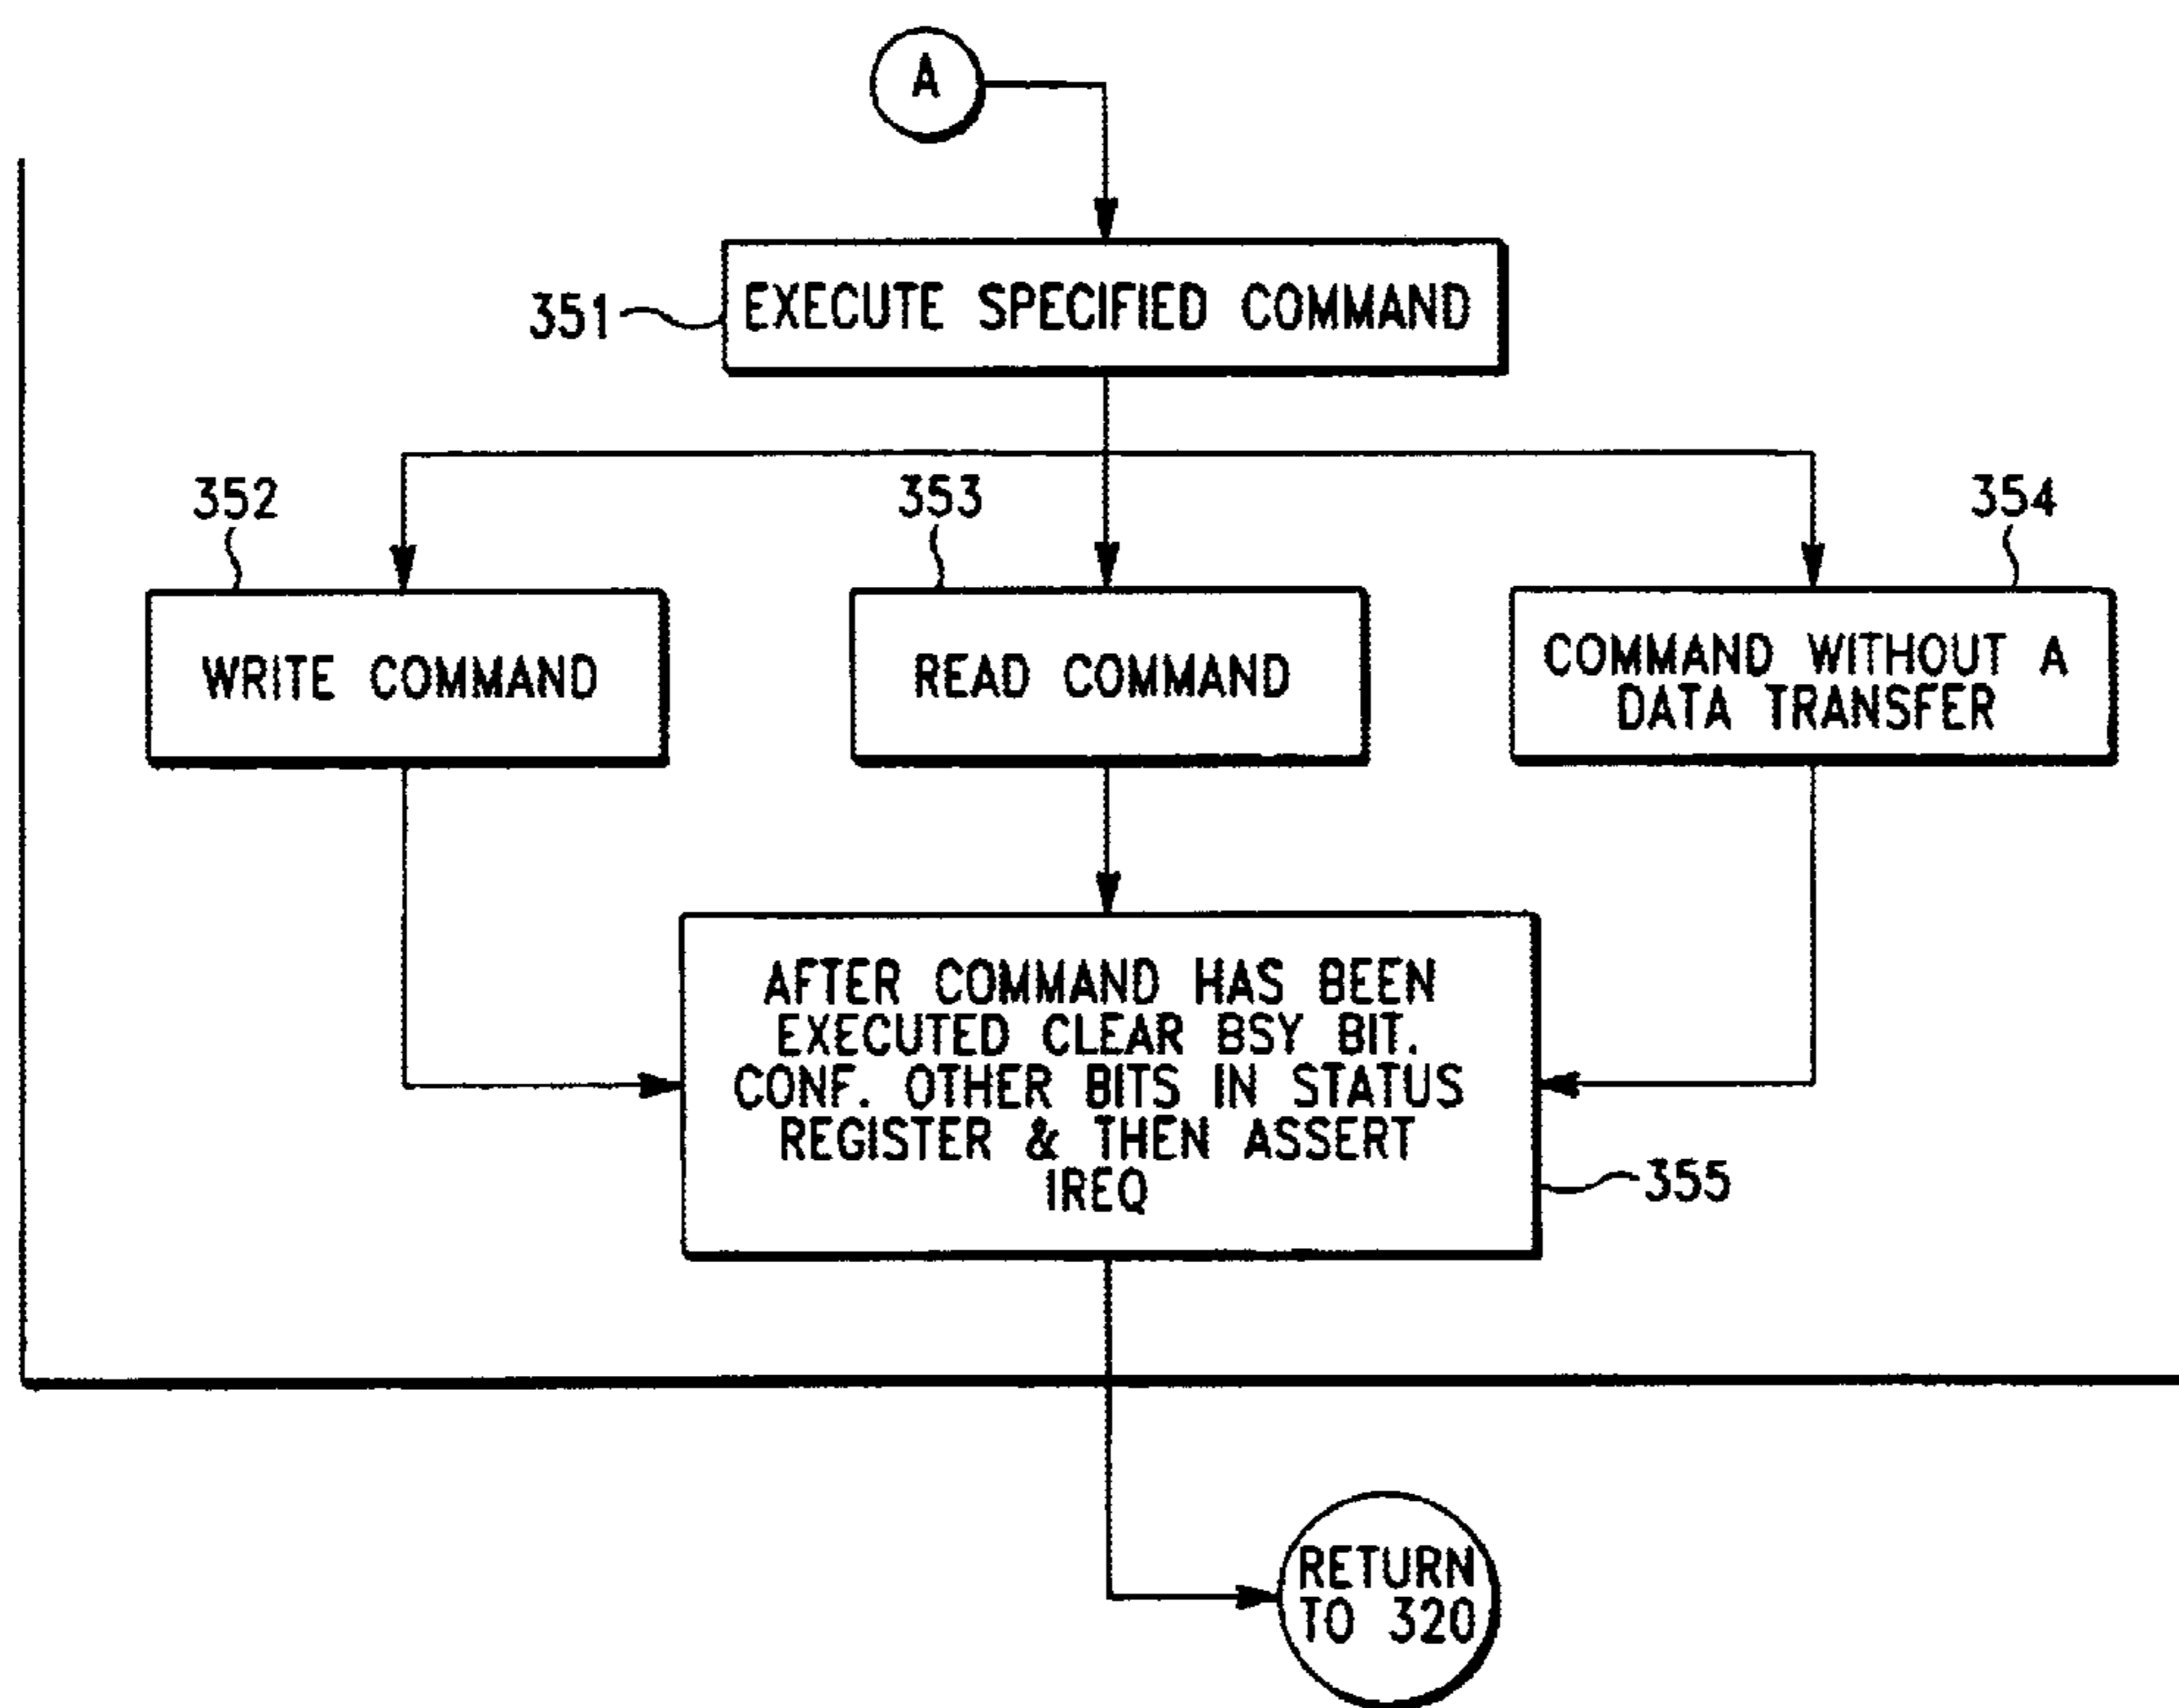 A
351
EXECUTE SPECIFIED COMMAND
352
353
354
WRITE COMMAND
READ COMMAND
COMMAND WITHOUT A
DATA TRANSFER
AFTER COMMAND HAS BEEN
EXECUTED CLEAR BSY BIT.
CONF. OTHER BITS IN STATUS
REGISTER & THEN ASSERT
IREQ
355
RETURN
TO 320